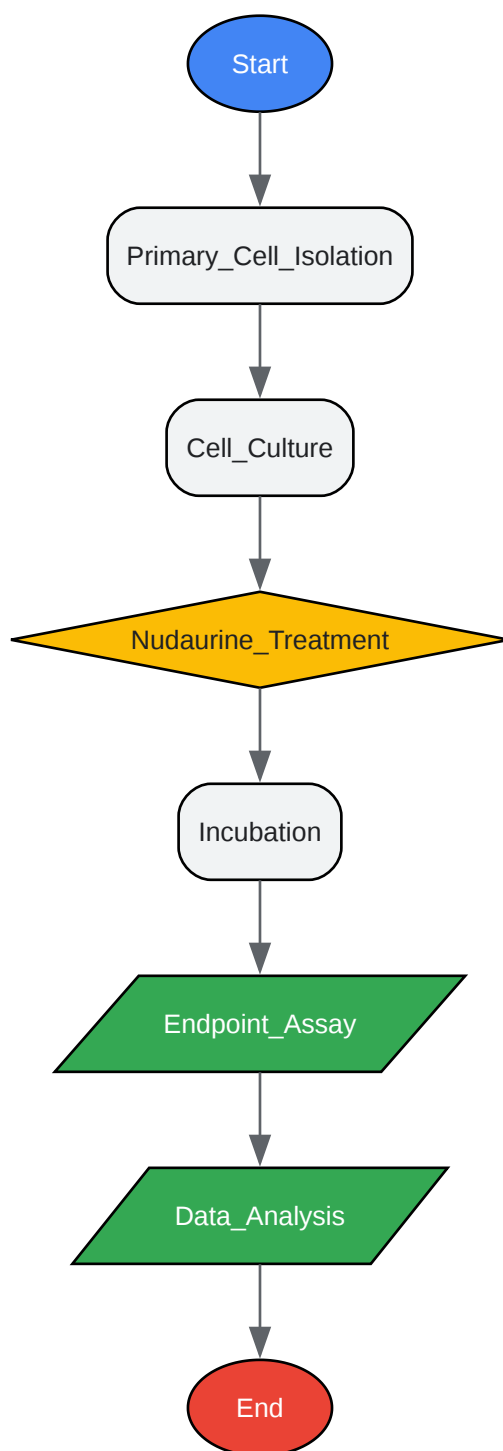 Start
Primary_Cell_Isolation
Cell_Culture
Nudaurine_Treatment
Incubation
Endpoint_Assay
Data_Analysis
End